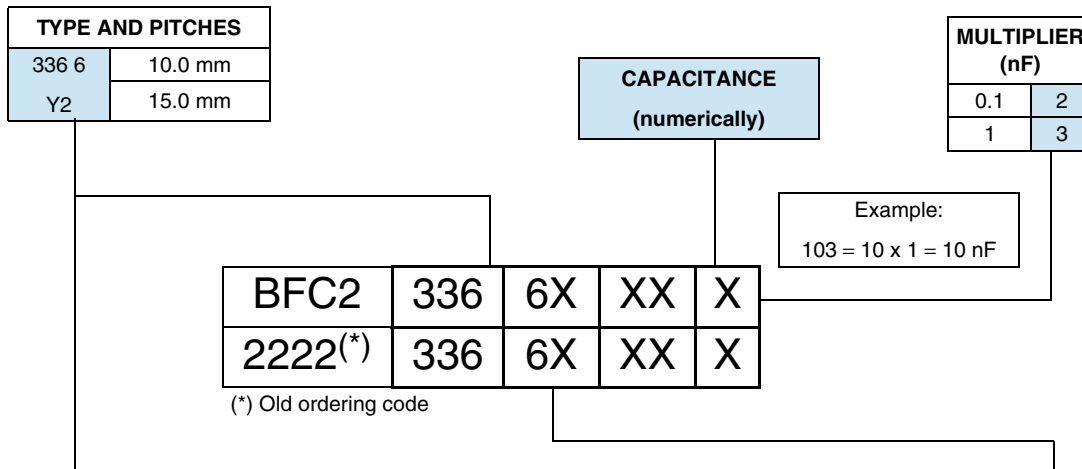 TYPE AND PITCHES
336 6 10.0 mm
Y2 15.0 mm
CAPACITANCE
(numerically)
MULTIPLIER
(nF)
0.1 2
1 3
Example:
103 = 10 x 1 = 10 nF
BFC2 336 6X XX X
2222(*) 336 6X XX X
(*) Old ordering code